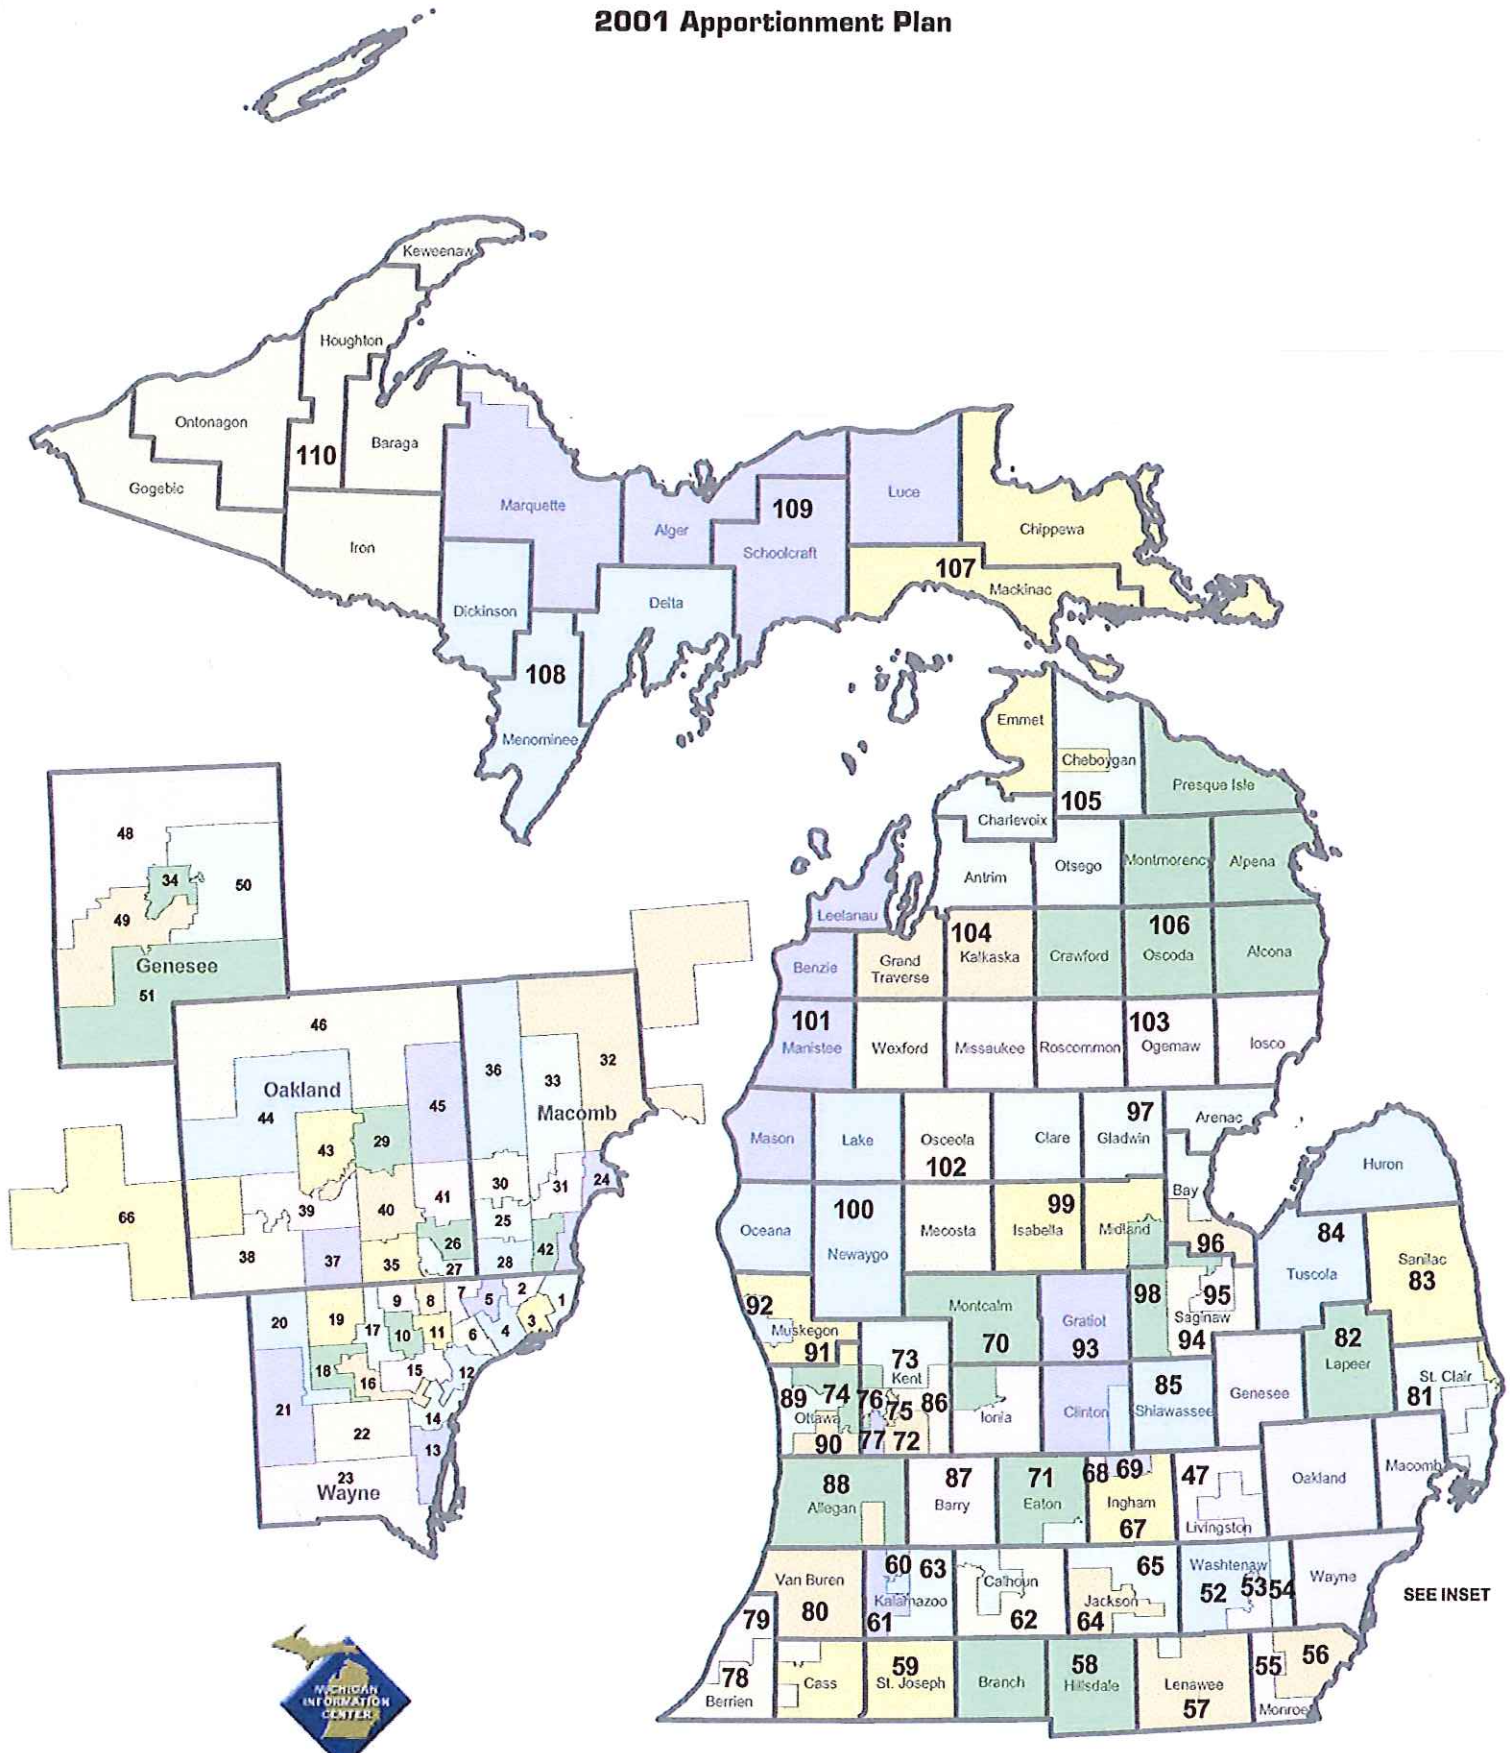 2001 Apportionment Plan
Keweenaw
Houghton
Ontonagon
110
Baraga
Gogebic
Marquette
Iron
Alger
109
Schoolcraft
Luce
Chippewa
107
Mackinac
Dickinson
Delta
108
Menominee
Emmet
Cheboygan
105
Presque Isle
Charlevoix
Antrim
Otsego
Montmorency
Alpena
Leelanau
Benzie
Grand
Traverse
104
Kalkaska
Crawford
106
Oscoda
Alcona
101
Manistee
Wexford
Missaukee
Roscommon
103
Ogemaw
Iosco
Mason
Lake
Osceola
102
Clare
97
Gladwin
Arenac
Huron
Oceana
100
Newaygo
Mecosta
Isabella
99
Midland
Bay
96
84
Tuscola
Sanilac
83
92
Muskegon
91
Montcalm
70
Gratiot
93
98
95
Saginaw
94
82
Lapeer
73
Kent
89
74
76
75
86
Ottawa
90
77
72
Ionia
Clinton
85
Shiawassee
Genesee
St. Clair
81
88
Allegan
87
Barry
71
Eaton
68
69
Ingham
67
47
Livingston
Oakland
Macomb
Van Buren
80
60
63
Kalamazoo
61
Calhoun
62
65
Jackson
64
Washtenaw
52
53
54
Wayne
SEE INSET
79
78
Berrien
Cass
59
St. Joseph
Branch
58
Hillsdale
Lenawee
57
55
56
Monroe
48
34
50
49
Genesee
51
46
Oakland
44
45
43
29
36
33
32
Macomb
66
39
40
41
30
31
24
25
38
37
35
26
27
28
42
20
19
9
8
7
5
2
1
17
10
11
6
4
3
18
16
15
12
21
22
14
13
23
Wayne
MICHIGAN
INFORMATION
CENTER